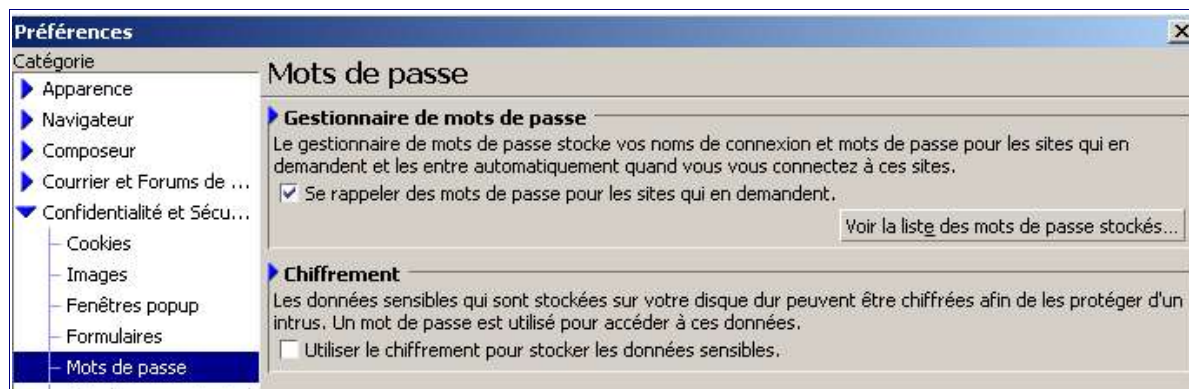 Préférences
Catégorie
Apparence
Navigateur
Composeur
Courrier et Forums de ...
Confidentialité et Sécu...
Cookies
Images
Fenêtres popup
Formulaires
Mots de passe
Mots de passe
Gestionnaire de mots de passe
Le gestionnaire de mots de passe stocke vos noms de connexion et mots de passe pour les sites qui en
demandent et les entre automatiquement quand vous vous connectez à ces sites.
Se rappeler des mots de passe pour les sites qui en demandent.
Voir la liste des mots de passe stockés...
Chiffrement
Les données sensibles qui sont stockées sur votre disque dur peuvent être chiffrées afin de les protéger d'un
intrus. Un mot de passe est utilisé pour accéder à ces données.
Utiliser le chiffrement pour stocker les données sensibles.